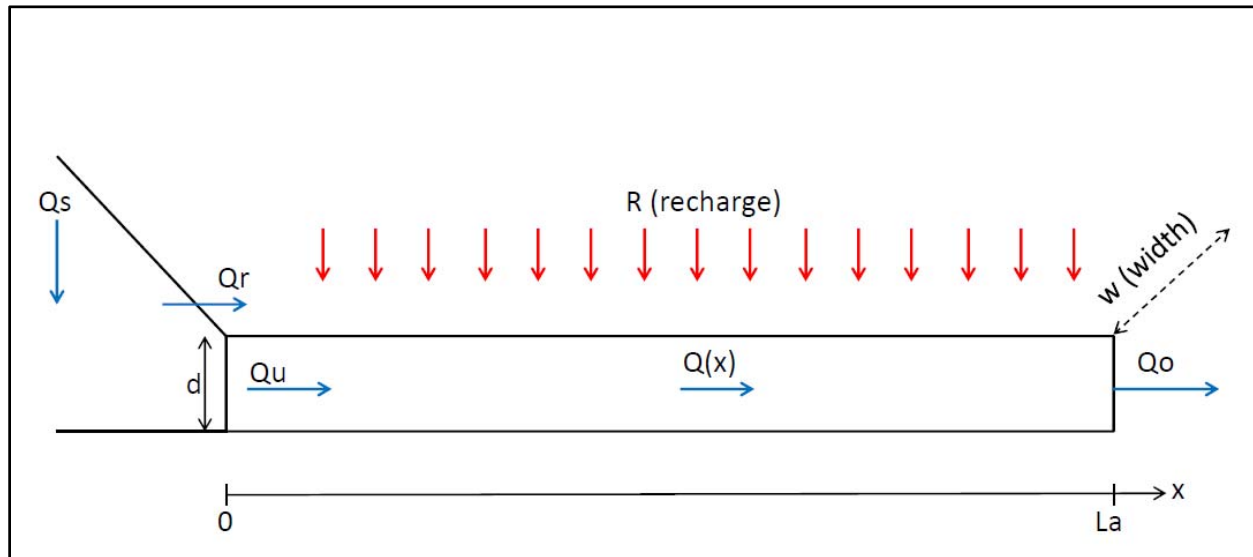 Qs
R (recharge)
w (width)
Qr
d
Qu
Q(x)
Qo
0
La
x